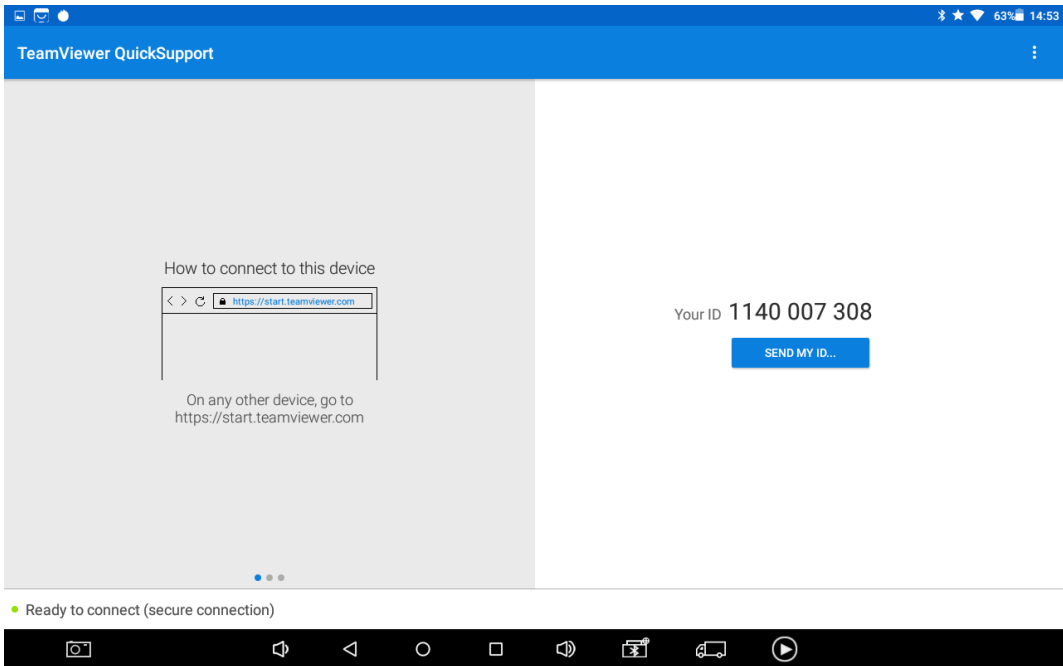 63% 14:53
TeamViewer QuickSupport
How to connect to this device
https://start.teamviewer.com
On any other device, go to
https://start.teamviewer.com
Your ID 1140 007 308
SEND MY ID...
Ready to connect (secure connection)